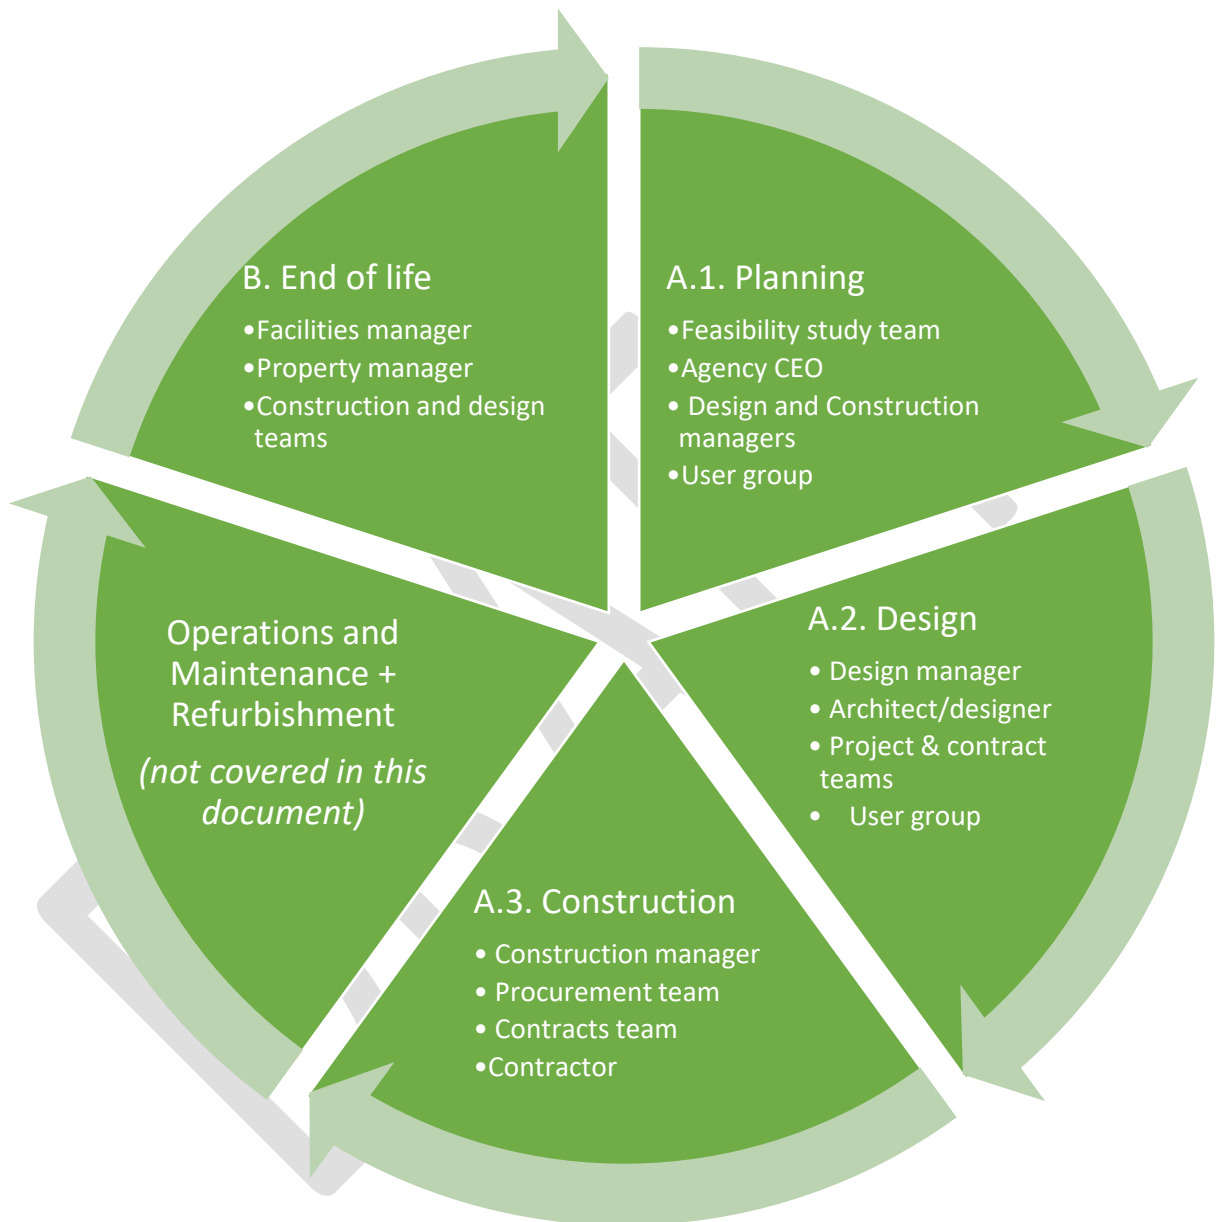 B. End of life
•Facilities manager
•Property manager
•Construction and design
teams
A.1. Planning
•Feasibility study team
•Agency CEO
• Design and Construction
managers
•User group
A.2. Design
• Design manager
• Architect/designer
• Project & contract
teams
• User group
A.3. Construction
• Construction manager
• Procurement team
• Contracts team
•Contractor
Operations and
Maintenance +
Refurbishment
(not covered in this
document)